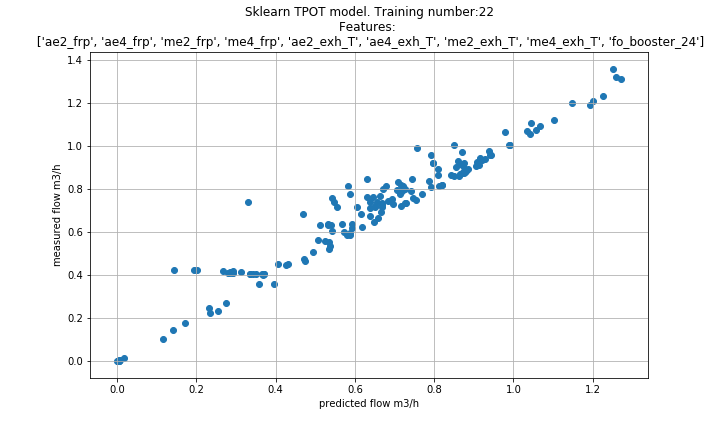 Sklearn TPOT model. Training number:22
Features:
['ae2_frp', 'ae4_frp', 'me2_frp', 'me4_frp', 'ae2_exh_T', 'ae4_exh_T', 'me2_exh_T', 'me4_exh_T', 'fo_booster_24']
1.4
1.2
1.0
0.8
0.6
0.4
0.2
0.0
measured flow m3/h
0.0 0.2 0.4 0.6 0.8 1.0 1.2
predicted flow m3/h